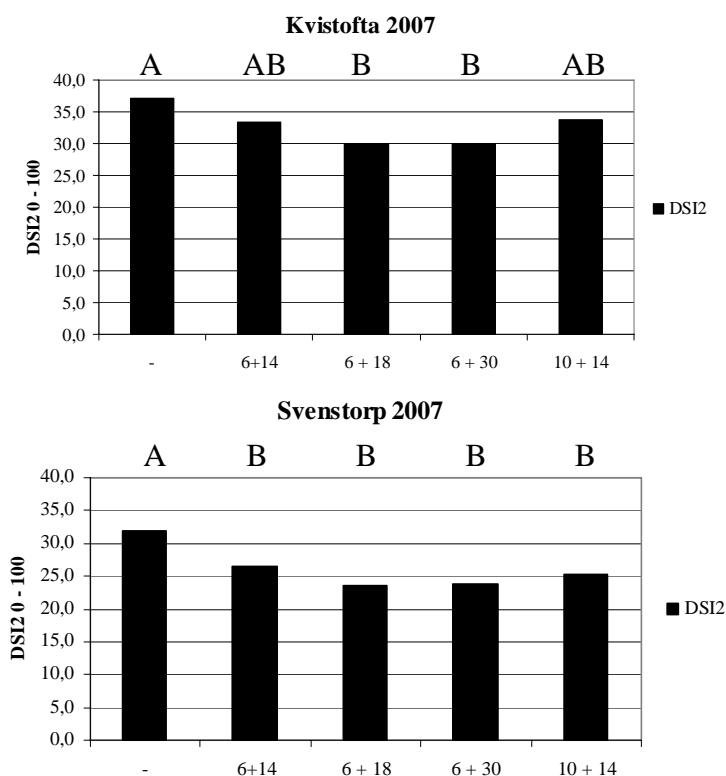 Kvistofta 2007
A AB B B AB
40,0
35,0
30,0
25,0
20,0
15,0
10,0
5,0
0,0
DSI2 0 - 100
DSI2
- 6+14 6 + 18 6 + 30 10 + 14
Svenstorp 2007
A B B B B
40,0
35,0
30,0
25,0
20,0
15,0
10,0
5,0
0,0
DSI2 0 - 100
DSI2
- 6+14 6 + 18 6 + 30 10 + 14